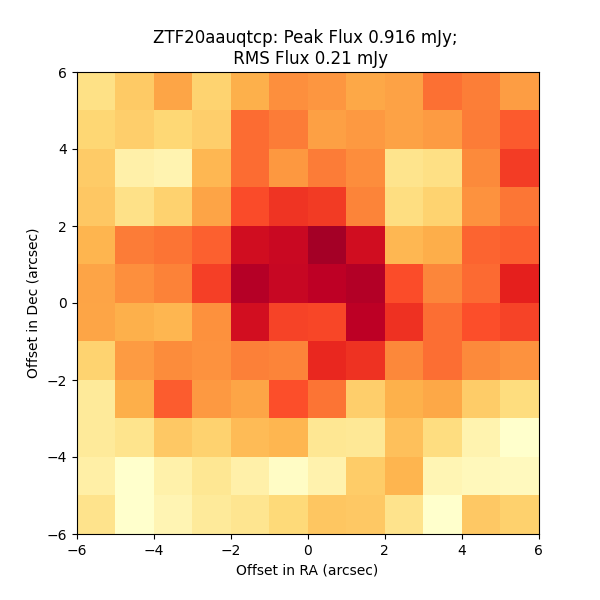 ZTF20aauqtcp: Peak Flux 0.916 mJy;
RMS Flux 0.21 mJy
6
4
2
0
−2
−4
−6
Offset in Dec (arcsec)
−6 −4 −2 0 2 4 6
Offset in RA (arcsec)